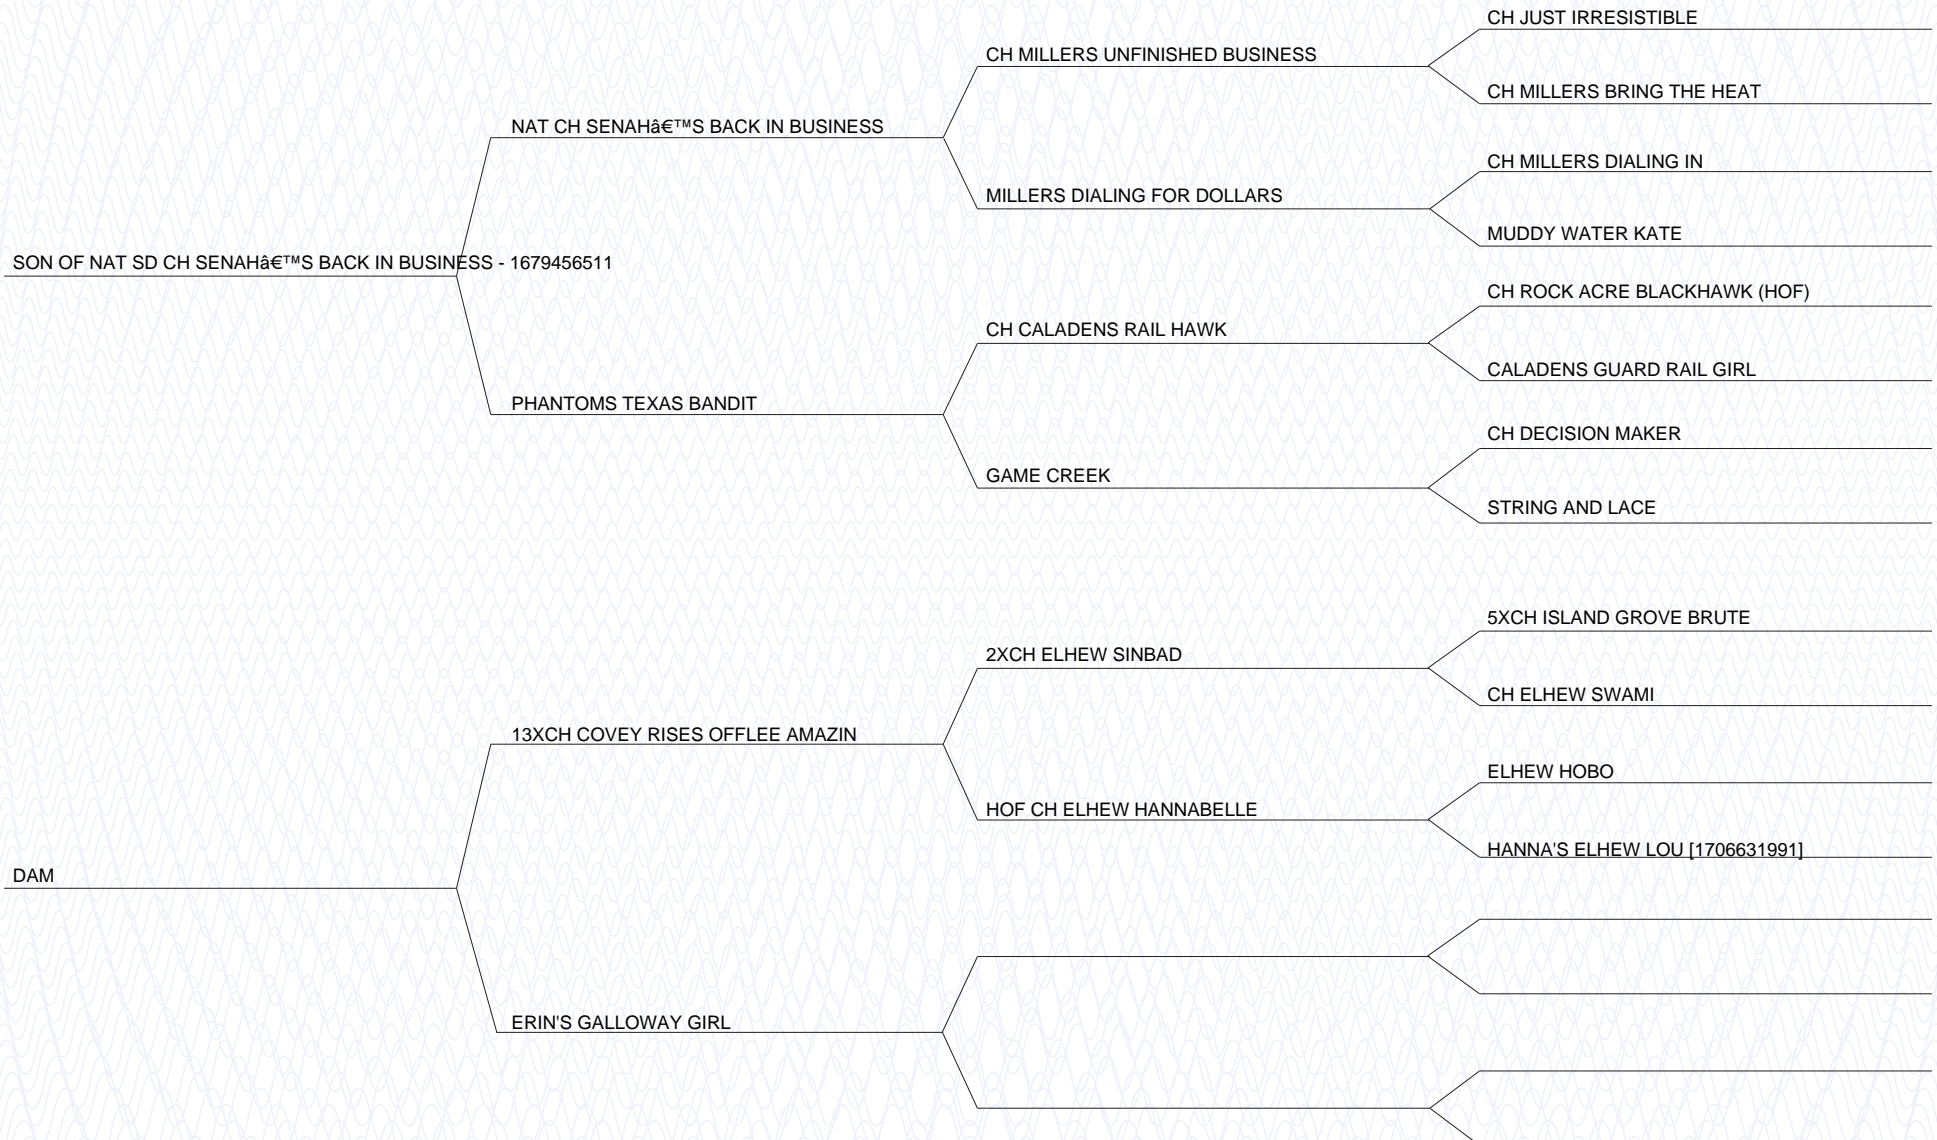 CH JUST IRRESISTIBLE
CH MILLERS UNFINISHED BUSINESS
CH MILLERS BRING THE HEAT
NAT CH SENAHâ€™S BACK IN BUSINESS
CH MILLERS DIALING IN
MILLERS DIALING FOR DOLLARS
MUDDY WATER KATE
SON OF NAT SD CH SENAHâ€™S BACK IN BUSINESS - 1679456511
CH ROCK ACRE BLACKHAWK (HOF)
CH CALADENS RAIL HAWK
CALADENS GUARD RAIL GIRL
PHANTOMS TEXAS BANDIT
CH DECISION MAKER
GAME CREEK
STRING AND LACE
5XCH ISLAND GROVE BRUTE
2XCH ELHEW SINBAD
CH ELHEW SWAMI
13XCH COVEY RISES OFFLEE AMAZIN
ELHEW HOBO
HOF CH ELHEW HANNABELLE
HANNA'S ELHEW LOU [1706631991]
DAM
ERIN'S GALLOWAY GIRL